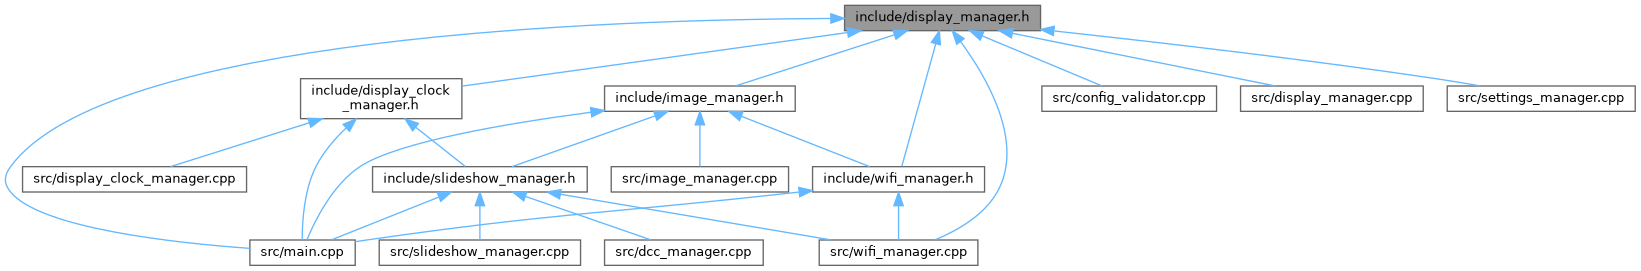 include/display_manager.h
include/display_clock
_manager.h
include/image_manager.h
src/config_validator.cpp
src/display_manager.cpp
src/settings_manager.cpp
src/display_clock_manager.cpp
include/slideshow_manager.h
src/image_manager.cpp
include/wifi_manager.h
src/main.cpp
src/slideshow_manager.cpp
src/dcc_manager.cpp
src/wifi_manager.cpp